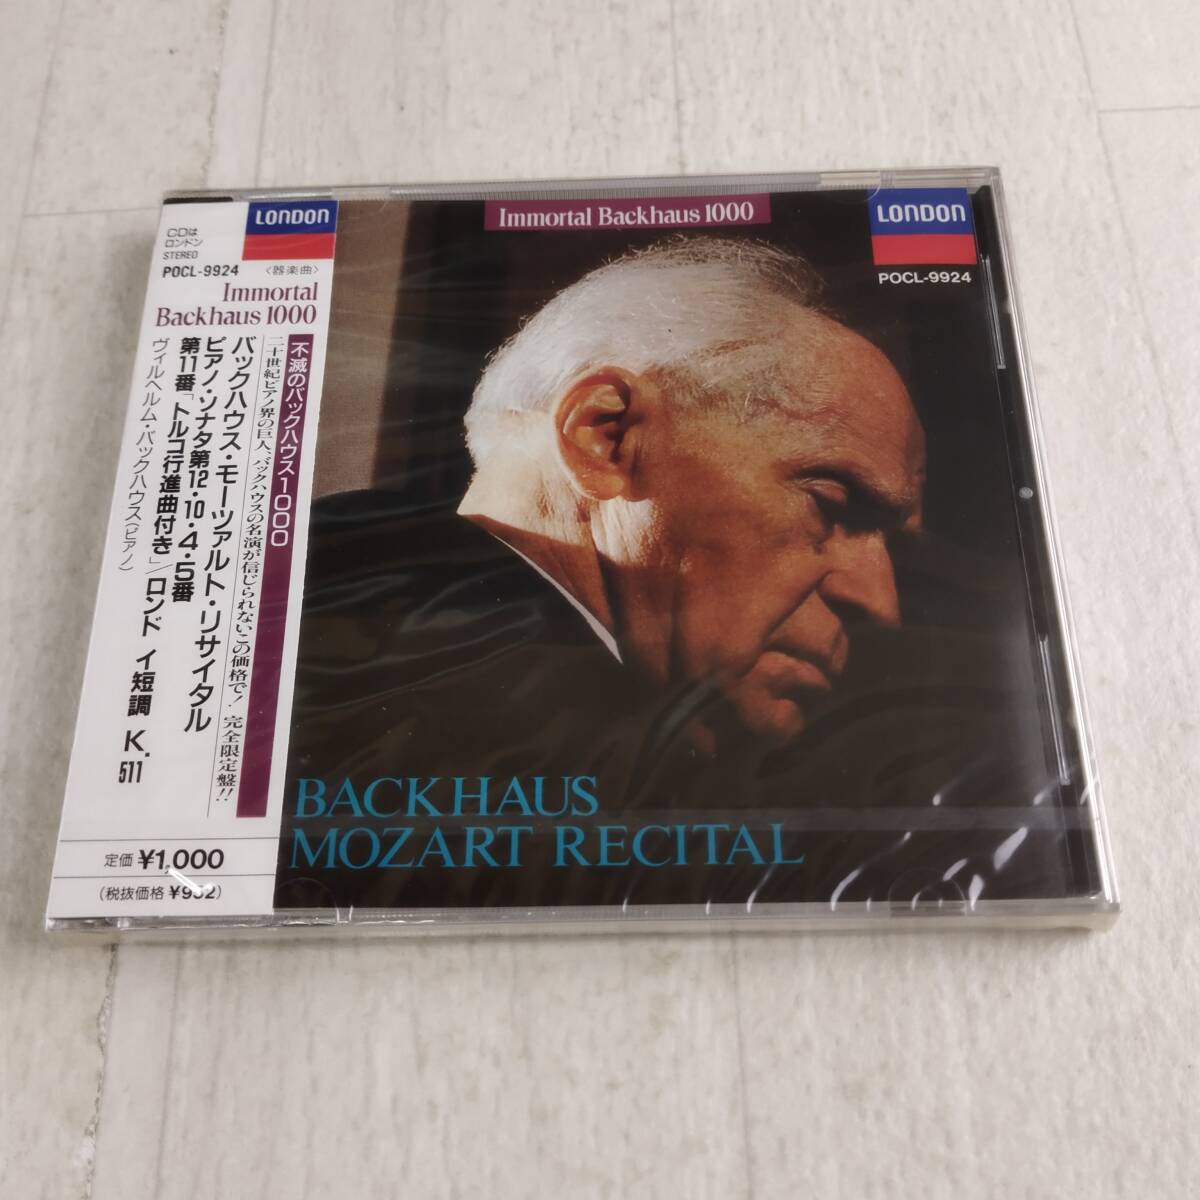 LONDON
CDは
ロンドン
STEREO
POCL-9924
〈器楽曲〉
Immortal
Backhaus 1000
不滅のバックハウス1000
二十世紀ピアノ界の巨人、バックハウスの名演が信じられないこの価格で! 完全限定盤!!
バックハウス・モーツァルト・リサイタル
ピアノ・ソナタ第12・10・4・5番
第11番「トルコ行進曲付き」/ロンド イ短調 K.511
ヴィルヘルム・バックハウス(ピアノ)
定価 ¥1,000
(税抜価格 ¥952)
Immortal Backhaus 1000
LONDON
POCL-9924
BACKHAUS
MOZART RECITAL